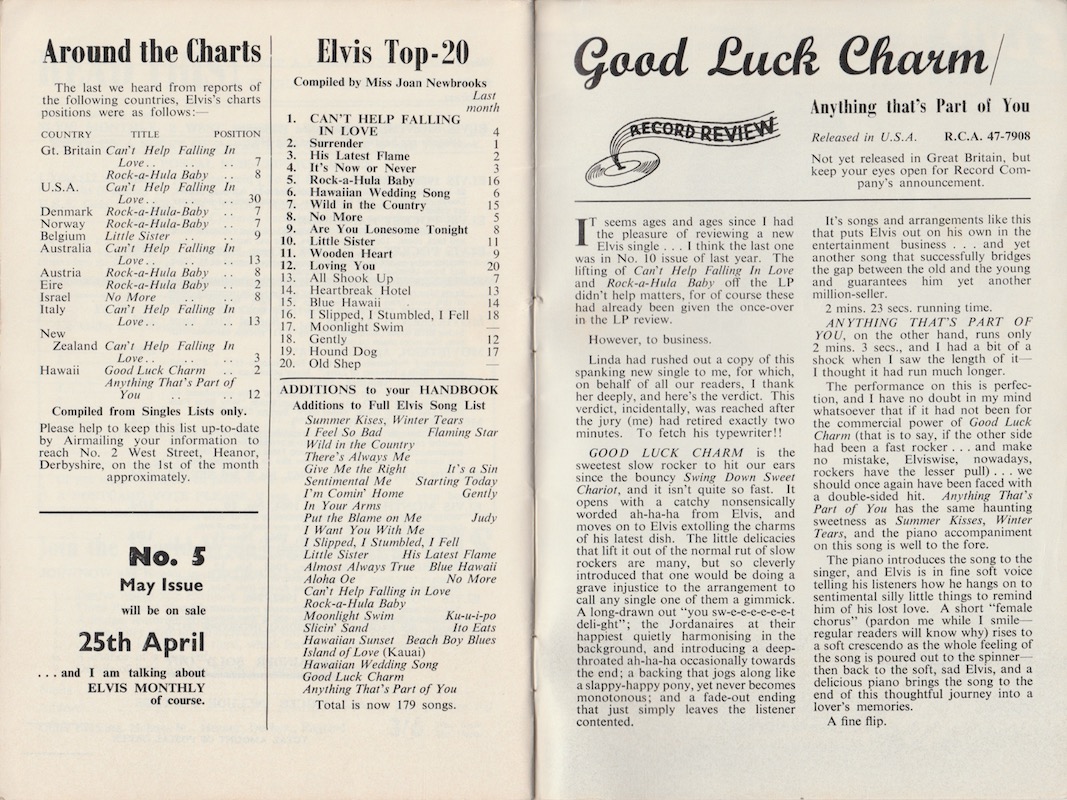 Around the Charts
The last we heard from reports of
the following countries, Elvis's charts
positions were as follows:—
COUNTRY TITLE POSITION
Gt. Britain Can't Help Falling In
Love . . . . . . 7
Rock-a-Hula Baby . . 8
U.S.A. Can't Help Falling In
Love . . . . . . 30
Denmark Rock-a-Hula-Baby . . 7
Norway Rock-a-Hula-Baby . . 7
Belgium Little Sister . . . . 9
Australia Can't Help Falling In
Love . . . . . . 13
Austria Rock-a-Hula Baby . . 8
Eire Rock-a-Hula Baby . . 2
Israel No More . . . . 8
Italy Can't Help Falling In
Love . . . . . . 13
New
Zealand Can't Help Falling In
Love . . . . . . 3
Hawaii Good Luck Charm . . 2
Anything That's Part of
You . . . . . . 12
Compiled from Singles Lists only.
Please help to keep this list up-to-date
by Airmailing your information to
reach No. 2 West Street, Heanor,
Derbyshire, on the 1st of the month
approximately.
No. 5
May Issue
will be on sale
25th April
. . . and I am talking about
ELVIS MONTHLY
of course.
Elvis Top-20
Compiled by Miss Joan Newbrooks
Last
month
1. CAN'T HELP FALLING
IN LOVE 4
2. Surrender 1
3. His Latest Flame 2
4. It's Now or Never 3
5. Rock-a-Hula Baby 16
6. Hawaiian Wedding Song 6
7. Wild in the Country 15
8. No More 5
9. Are You Lonesome Tonight 8
10. Little Sister 11
11. Wooden Heart 9
12. Loving You 20
13. All Shook Up 7
14. Heartbreak Hotel 13
15. Blue Hawaii 14
16. I Slipped, I Stumbled, I Fell 18
17. Moonlight Swim —
18. Gently 12
19. Hound Dog 17
20. Old Shep —
ADDITIONS to your HANDBOOK
Additions to Full Elvis Song List
Summer Kises, Winter Tears
I Feel So Bad Flaming Star
Wild in the Country
There's Always Me
Give Me the Right It's a Sin
Sentimental Me Starting Today
I'm Comin' Home Gently
In Your Arms
Put the Blame on Me Judy
I Want You With Me
I Slipped, I Stumbled, I Fell
Little Sister His Latest Flame
Almost Always True Blue Hawaii
Aloha Oe No More
Can't Help Falling in Love
Rock-a-Hula Baby
Moonlight Swim Ku-u-i-po
Slicin' Sand Ito Eats
Hawaiian Sunset Beach Boy Blues
Island of Love (Kauai)
Hawaiian Wedding Song
Good Luck Charm
Anything That's Part of You
Total is now 179 songs.
Good Luck Charm/
RECORD REVIEW
Anything that's Part of You
Released in U.S.A. R.C.A. 47-7908
Not yet released in Great Britain, but
keep your eyes open for Record Com-
pany's announcement.
IT seems ages and ages since I had
the pleasure of reviewing a new
Elvis single . . . I think the last one
was in No. 10 issue of last year. The
lifting of Can't Help Falling In Love
and Rock-a-Hula Baby off the LP
didn't help matters, for of course these
had already been given the once-over
in the LP review.
However, to business.
Linda had rushed out a copy of this
spanking new single to me, for which,
on behalf of all our readers, I thank
her deeply, and here's the verdict. This
verdict, incidentally, was reached after
the jury (me) had retired exactly two
minutes. To fetch his typewriter!!
GOOD LUCK CHARM is the
sweetest slow rocker to hit our ears
since the bouncy Swing Down Sweet
Chariot, and it isn't quite so fast. It
opens with a catchy nonsensically
worded ah-ha-ha from Elvis, and
moves on to Elvis extolling the charms
of his latest dish. The little delicacies
that lift it out of the normal rut of slow
rockers are many, but so cleverly
introduced that one would be doing a
grave injustice to the arrangement to
call any single one of them a gimmick.
A long-drawn out "you sw-e-e-e-e-e-t
deli-ght"; the Jordanaires at their
happiest quietly harmonising in the
background, and introducing a deep-
throated ah-ha-ha occasionally towards
the end; a backing that jogs along like
a slappy-happy pony, yet never becomes
monotonous; and a fade-out ending
that just simply leaves the listener
contented.
It's songs and arrangements like this
that puts Elvis out on his own in the
entertainment business . . . and yet
another song that successfully bridges
the gap between the old and the young
and guarantees him yet another
million-seller.
2 mins. 23 secs. running time.
ANYTHING THAT'S PART OF
YOU, on the other hand, runs only
2 mins. 3 secs., and I had a bit of a
shock when I saw the length of it—
I thought it had run much longer.
The performance on this is perfec-
tion, and I have no doubt in my mind
whatsoever that if it had not been for
the commercial power of Good Luck
Charm (that is to say, if the other side
had been a fast rocker . . . and make
no mistake, Elviswise, nowadays,
rockers have the lesser pull) . . . we
should once again have been faced with
a double-sided hit. Anything That's
Part of You has the same haunting
sweetness as Summer Kisses, Winter
Tears, and the piano accompaniment
on this song is well to the fore.
The piano introduces the song to the
singer, and Elvis is in fine soft voice
telling his listeners how he hangs on to
sentimental silly little things to remind
him of his lost love. A short "female
chorus" (pardon me while I smile—
regular readers will know why) rises to
a soft crescendo as the whole feeling of
the song is poured out to the spinner—
then back to the soft, sad Elvis, and a
delicious piano brings the song to the
end of this thoughtful journey into a
lover's memories.
A fine flip.